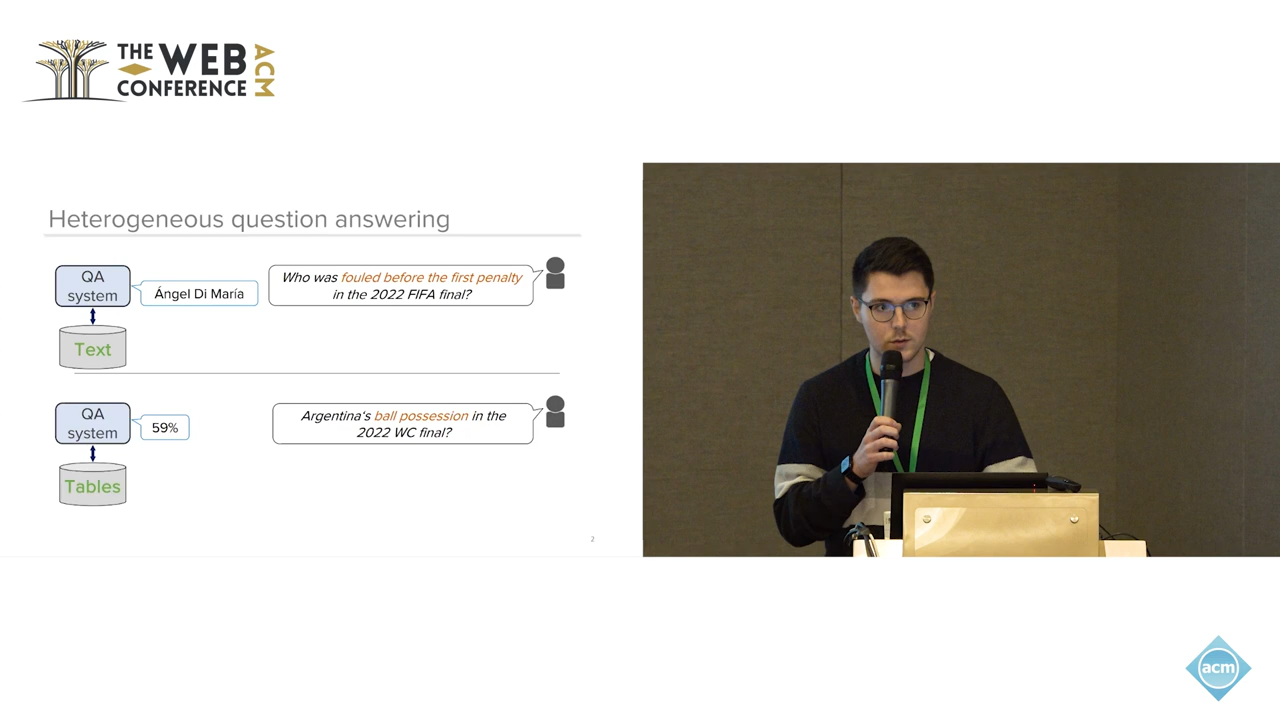 THE WEB
CONFERENCE
ACM
Heterogeneous question answering
QA
system
Ángel Di María
Who was fouled before the first penalty
in the 2022 FIFA final?
Text
QA
system
59%
Argentina's ball possession in the
2022 WC final?
Tables
2
acm